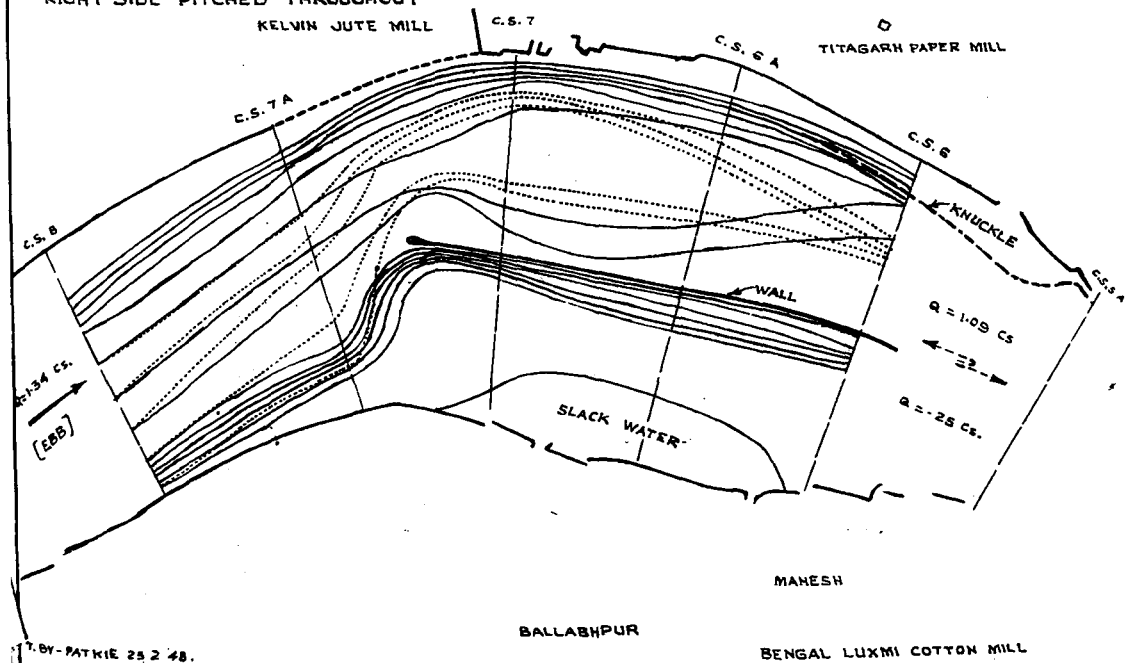 RIGHT SIDE PITCHED THROUGHOUT
KELVIN JUTE MILL
C.S. 7
C.S. 6 A
TITAGARH PAPER MILL
C.S. 7A
C.S. 6
C.S. 8
KNUCKLE
C.S. 5 A
WALL
Q = 1.09 CS
Q=1.34 CS.
[EBB]
Q = .25 CS.
SLACK WATER
MAHESH
BALLABHPUR
T. BY-PATKIE 25 2 48.
BENGAL LUXMI COTTON MILL